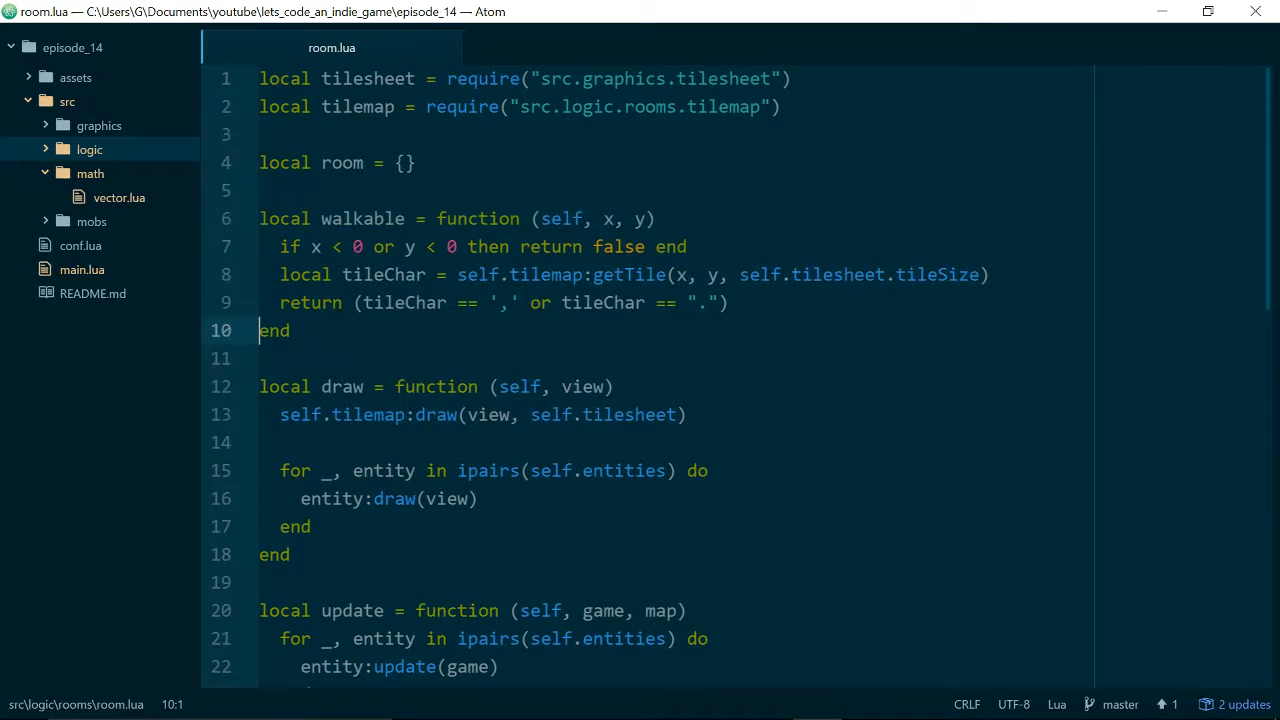 room.lua — C:\Users\G\Documents\youtube\lets_code_an_indie_game\episode_14 — Atom
episode_14
assets
src
graphics
logic
math
vector.lua
mobs
conf.lua
main.lua
README.md
room.lua
1 local tilesheet = require("src.graphics.tilesheet")
2 local tilemap = require("src.logic.rooms.tilemap")
3
4 local room = {}
5
6 local walkable = function (self, x, y)
7 if x < 0 or y < 0 then return false end
8 local tileChar = self.tilemap:getTile(x, y, self.tilesheet.tileSize)
9 return (tileChar == ',' or tileChar == ".")
10 end
11
12 local draw = function (self, view)
13 self.tilemap:draw(view, self.tilesheet)
14
15 for _, entity in ipairs(self.entities) do
16 entity:draw(view)
17 end
18 end
19
20 local update = function (self, game, map)
21 for _, entity in ipairs(self.entities) do
22 entity:update(game)
src\logic\rooms\room.lua 10:1 CRLF UTF-8 Lua master 1 2 updates